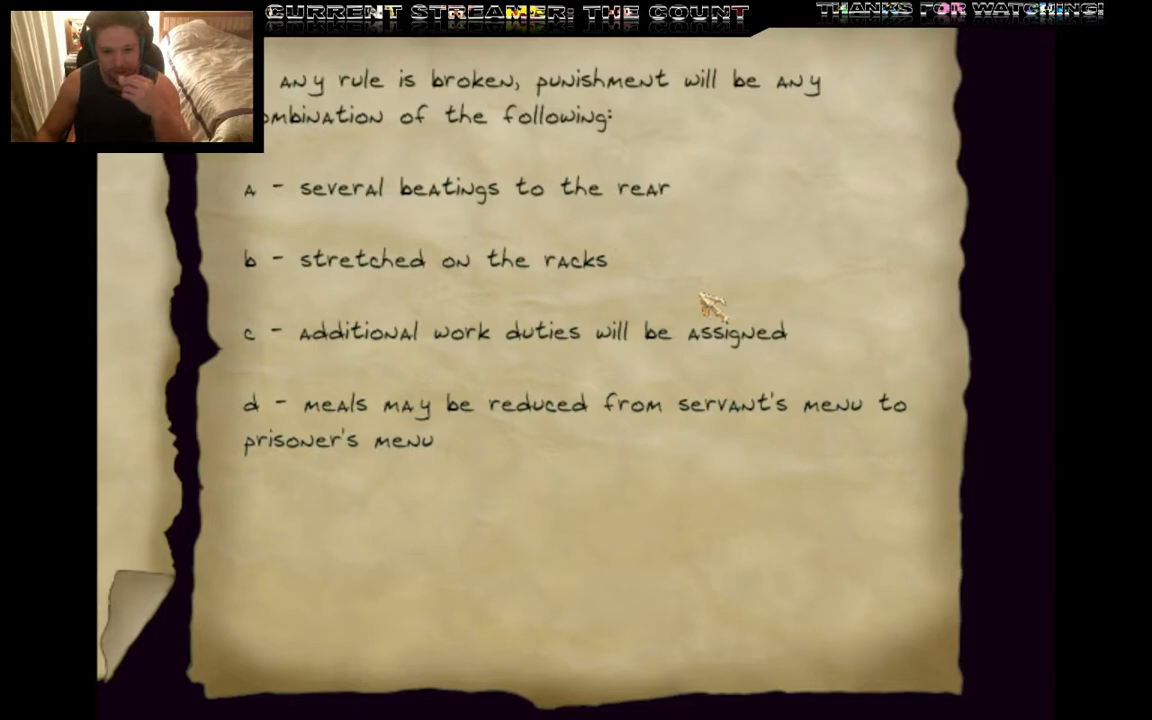 CURRENT STREAMER: THE COUNT
THANKS FOR WATCHING!
any rule is broken, punishment will be any
of the following:
a - several beatings to the rear
b - stretched on the racks
c - additional work duties will be assigned
d - meals may be reduced from servant's menu to
prisoner's menu